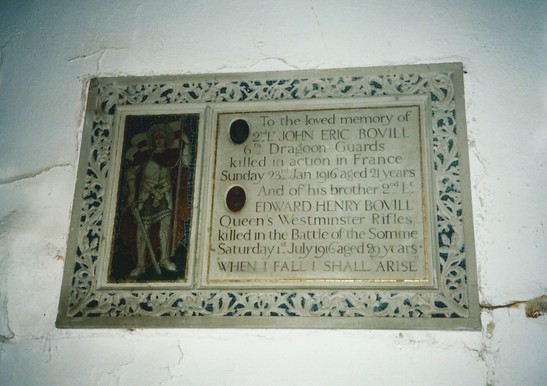 To the loved memory of
2nd Lt JOHN ERIC BOVILL
6th Dragoon Guards
killed in action in France
Sunday 23rd Jan 1916 aged 21 years
And of his brother 2nd Lt
EDWARD HENRY BOVILL
Queen's Westminster Rifles
killed in the Battle of the Somme
Saturday 1st July 1916 aged 29 years
WHEN I FALL I SHALL ARISE